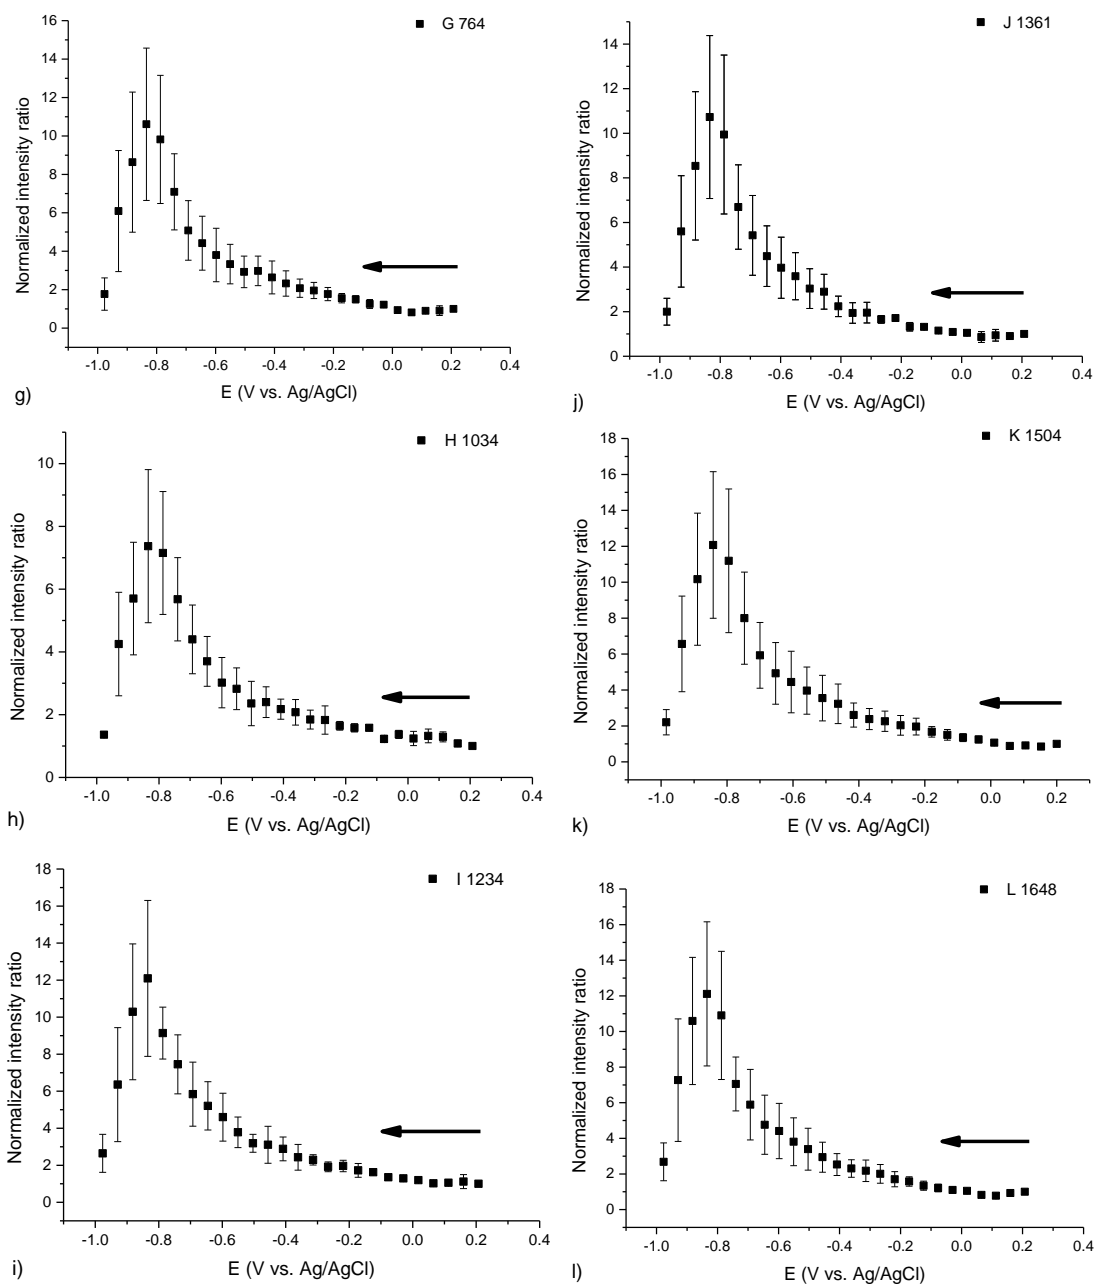 G 764
Normalized intensity ratio
16
14
12
10
8
6
4
2
0
-1.0 -0.8 -0.6 -0.4 -0.2 0.0 0.2 0.4
E (V vs. Ag/AgCl)
g)
J 1361
Normalized intensity ratio
14
12
10
8
6
4
2
0
-1.0 -0.8 -0.6 -0.4 -0.2 0.0 0.2 0.4
E (V vs. Ag/AgCl)
j)
H 1034
Normalized intensity ratio
10
8
6
4
2
0
-1.0 -0.8 -0.6 -0.4 -0.2 0.0 0.2 0.4
E (V vs. Ag/AgCl)
h)
K 1504
Normalized intensity ratio
18
16
14
12
10
8
6
4
2
0
-1.0 -0.8 -0.6 -0.4 -0.2 0.0 0.2
E (V vs. Ag/AgCl)
k)
I 1234
Normalized intensity ratio
18
16
14
12
10
8
6
4
2
0
-1.0 -0.8 -0.6 -0.4 -0.2 0.0 0.2 0.4
E (V vs. Ag/AgCl)
i)
L 1648
Normalized intensity ratio
18
16
14
12
10
8
6
4
2
0
-1.0 -0.8 -0.6 -0.4 -0.2 0.0 0.2 0.4
E (V vs. Ag/AgCl)
l)